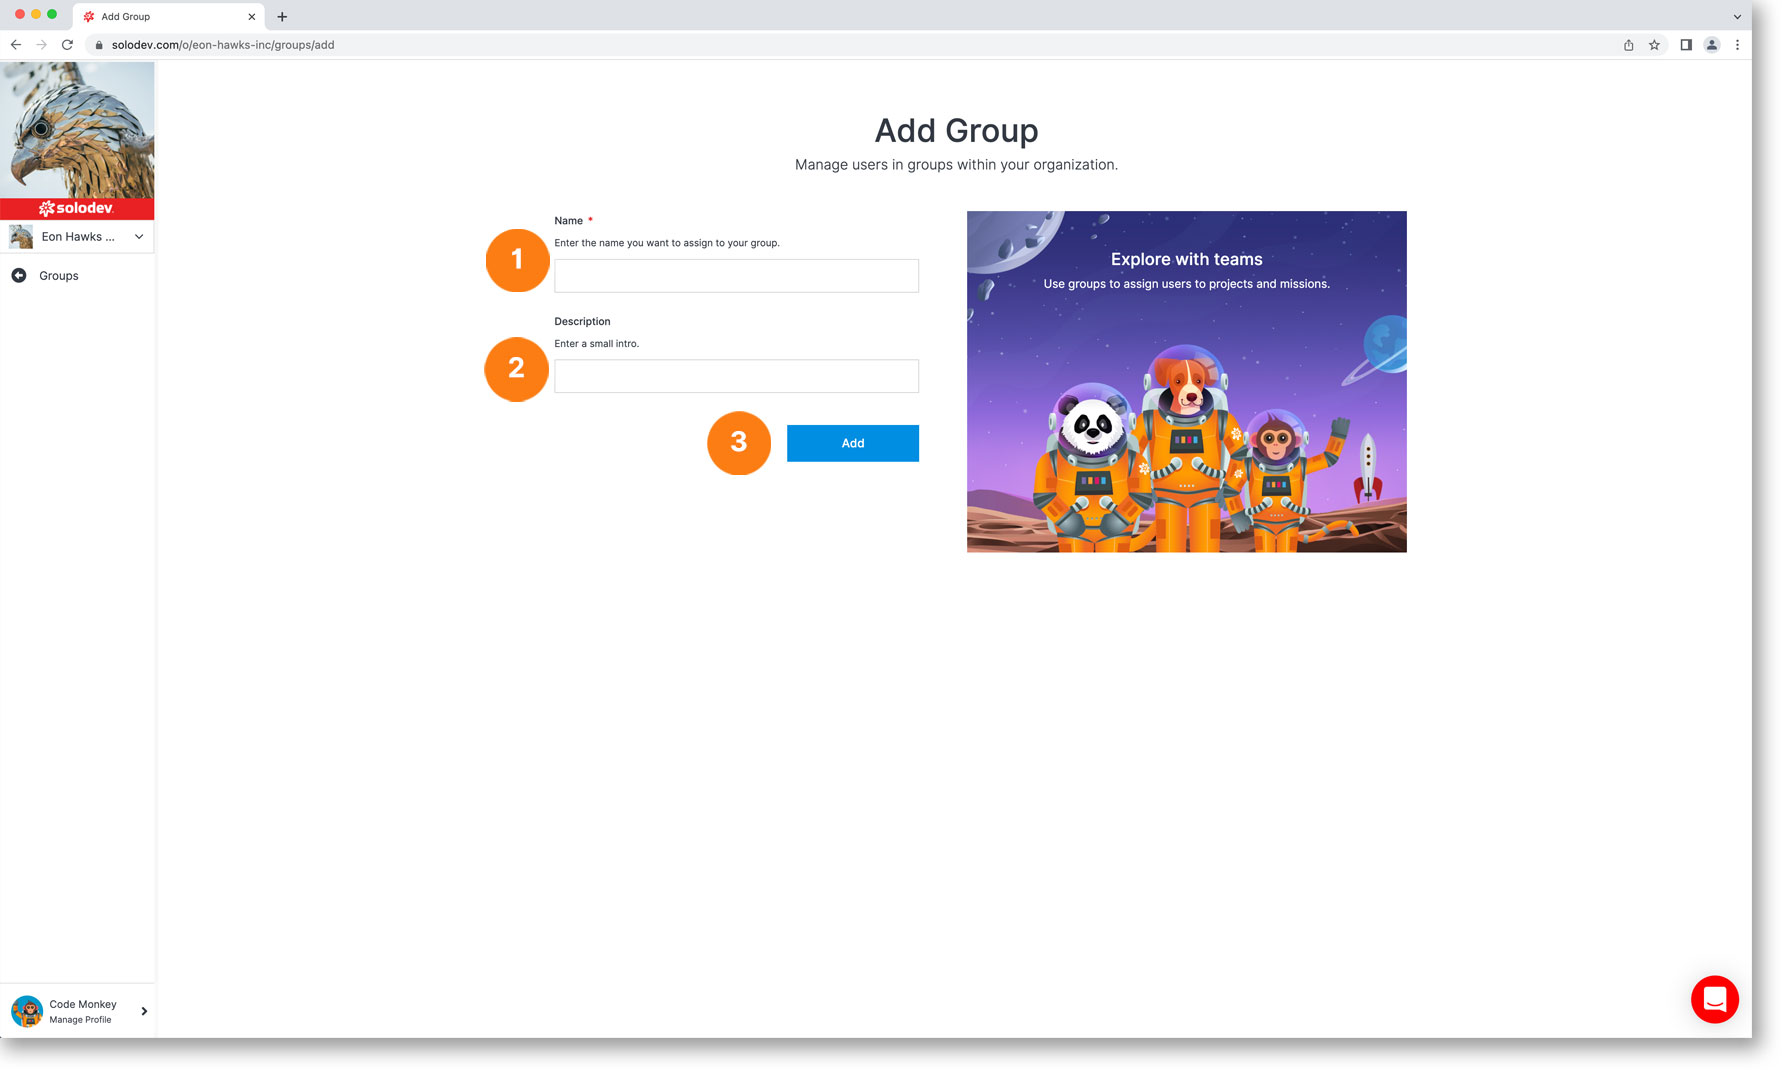 Add Group
solodev.com/o/eon-hawks-inc/groups/add
solodev
Eon Hawks ...
Groups
Add Group
Manage users in groups within your organization.
Name *
Enter the name you want to assign to your group.
1
Description
Enter a small intro.
2
3
Add
Explore with teams
Use groups to assign users to projects and missions.
Code Monkey
Manage Profile